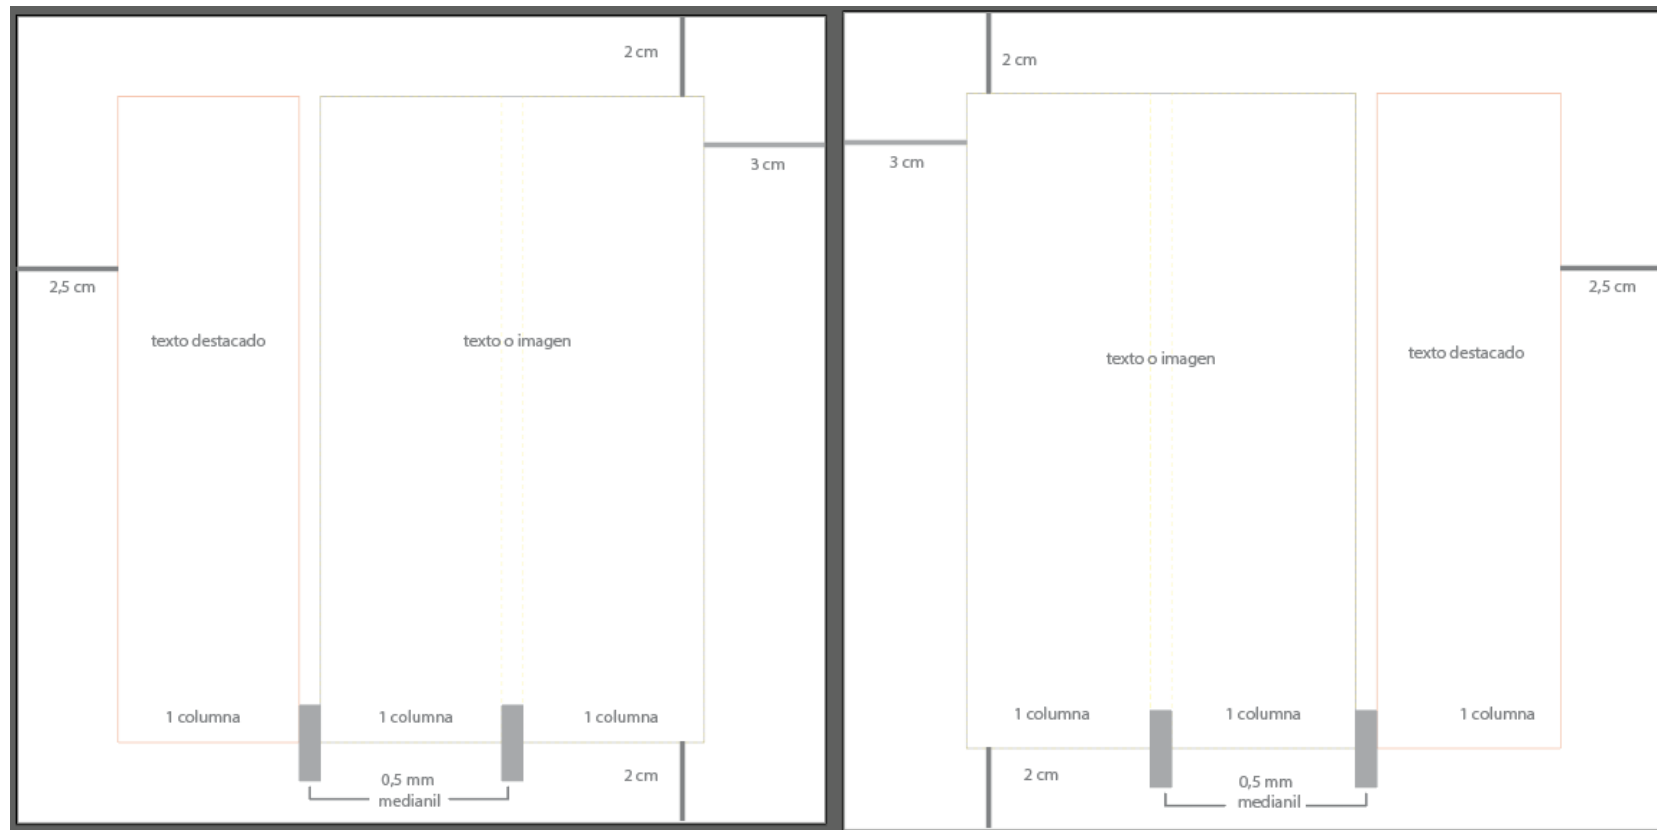 2 cm
3 cm
2,5 cm
texto destacado
texto o imagen
1 columna
1 columna
1 columna
2 cm
0,5 mm
medianil
2 cm
3 cm
2,5 cm
texto o imagen
texto destacado
1 columna
1 columna
1 columna
2 cm
0,5 mm
medianil